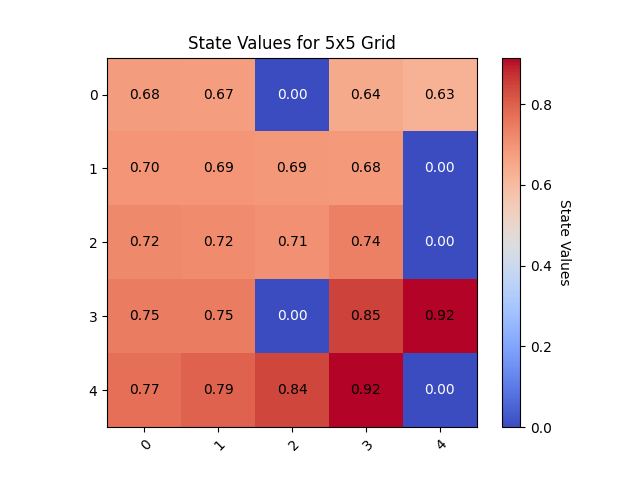 State Values for 5x5 Grid
0 0.68 0.67 0.00 0.64 0.63
1 0.70 0.69 0.69 0.68 0.00
2 0.72 0.72 0.71 0.74 0.00
3 0.75 0.75 0.00 0.85 0.92
4 0.77 0.79 0.84 0.92 0.00
0 1 2 3 4
0.8
0.6
0.4
0.2
0.0
State Values